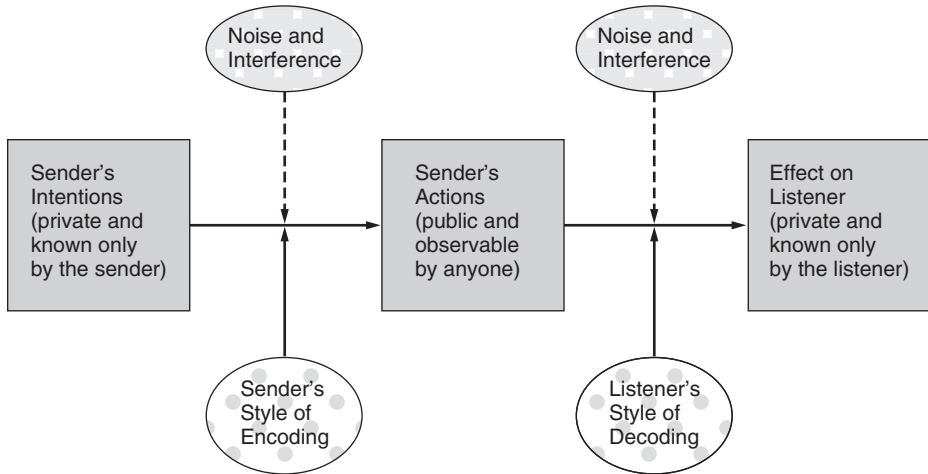 Noise and
Interference
Noise and
Interference
Sender’s
Intentions
(private and
known only
by the sender)
Sender’s
Actions
(public and
observable
by anyone)
Effect on
Listener
(private and
known only
by the listener)
Sender’s
Style of
Encoding
Listener’s
Style of
Decoding